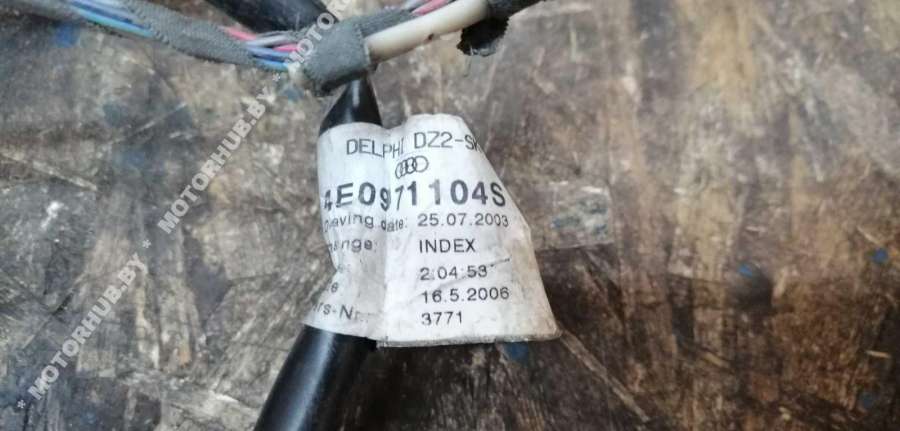 DELPHI DZ2-S
4E0971104S
Drawing date: 25.07.2003
INDEX
2:04:53
16.5.2006
3771
* MOTORHUB.BY * MOTORHUB.BY * MOTORHUB.BY